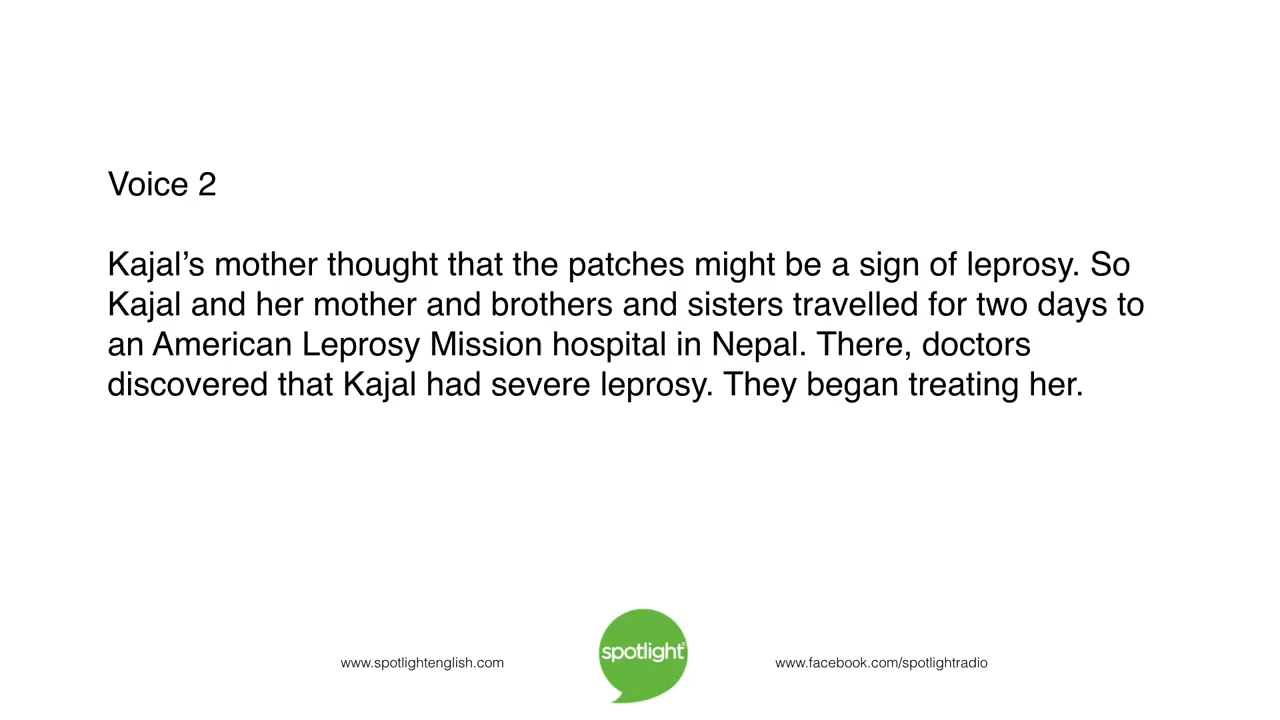 Voice 2
Kajal’s mother thought that the patches might be a sign of leprosy. So
Kajal and her mother and brothers and sisters travelled for two days to
an American Leprosy Mission hospital in Nepal. There, doctors
discovered that Kajal had severe leprosy. They began treating her.
www.spotlightenglish.com
spotlight®
www.facebook.com/spotlightradio